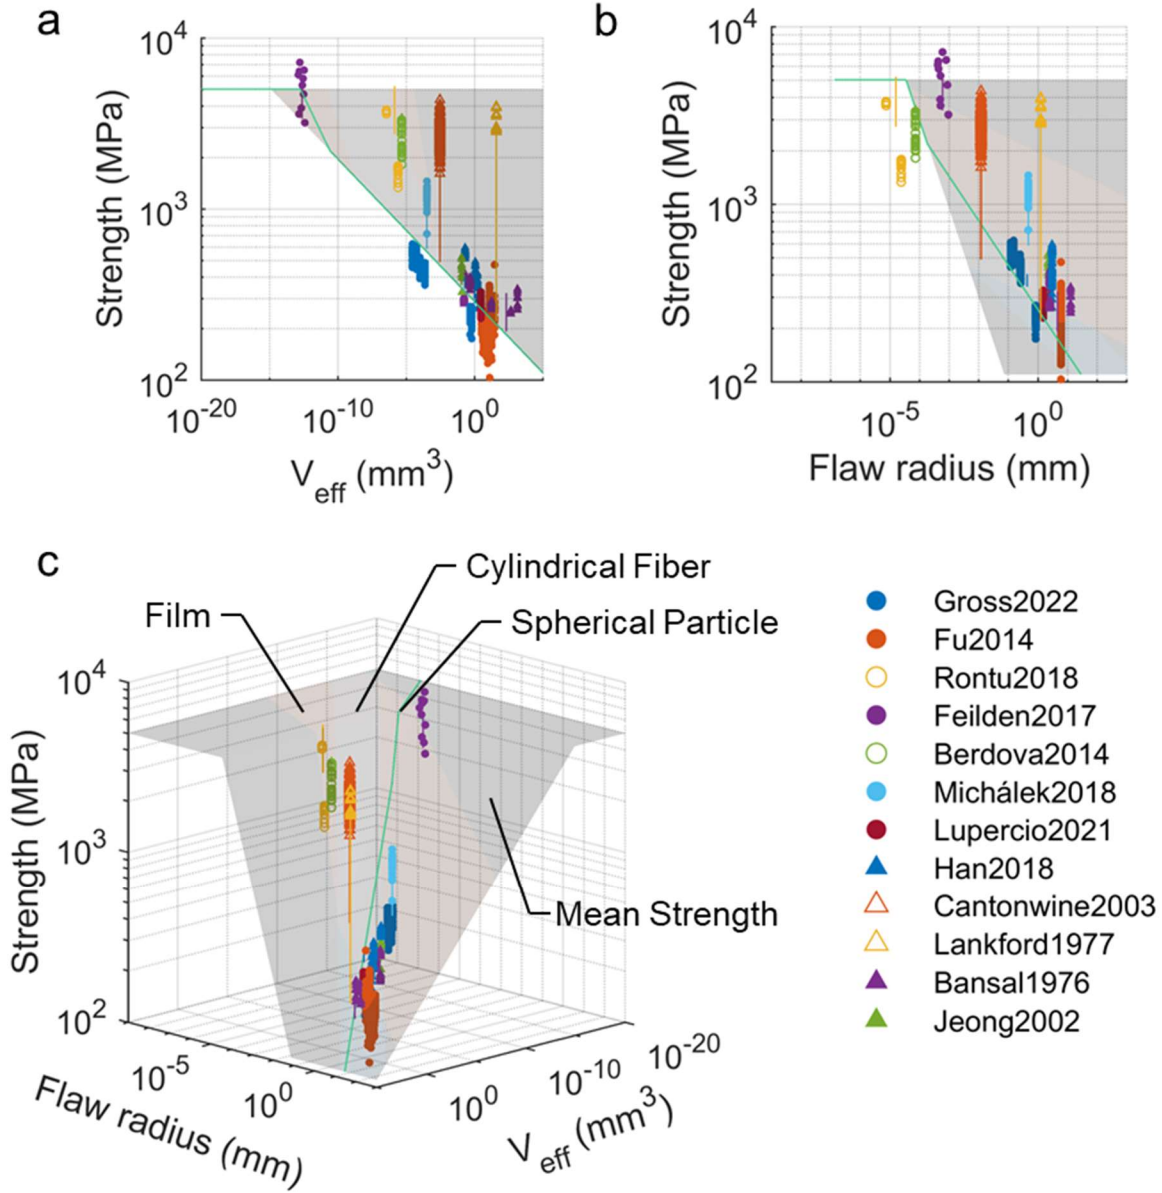 a
10^4
10^3
10^2
Strength (MPa)
10^-20
10^-10
10^0
V_eff (mm^3)
b
10^4
10^3
10^2
Strength (MPa)
10^-5
10^0
Flaw radius (mm)
c
Cylindrical Fiber
Film
Spherical Particle
Mean Strength
10^4
10^3
10^2
Strength (MPa)
10^-5
10^0
Flaw radius (mm)
10^0
10^-10
10^-20
V_eff (mm^3)
Gross2022
Fu2014
Rontu2018
Feilden2017
Berdova2014
Michálek2018
Lupercio2021
Han2018
Cantonwine2003
Lankford1977
Bansal1976
Jeong2002